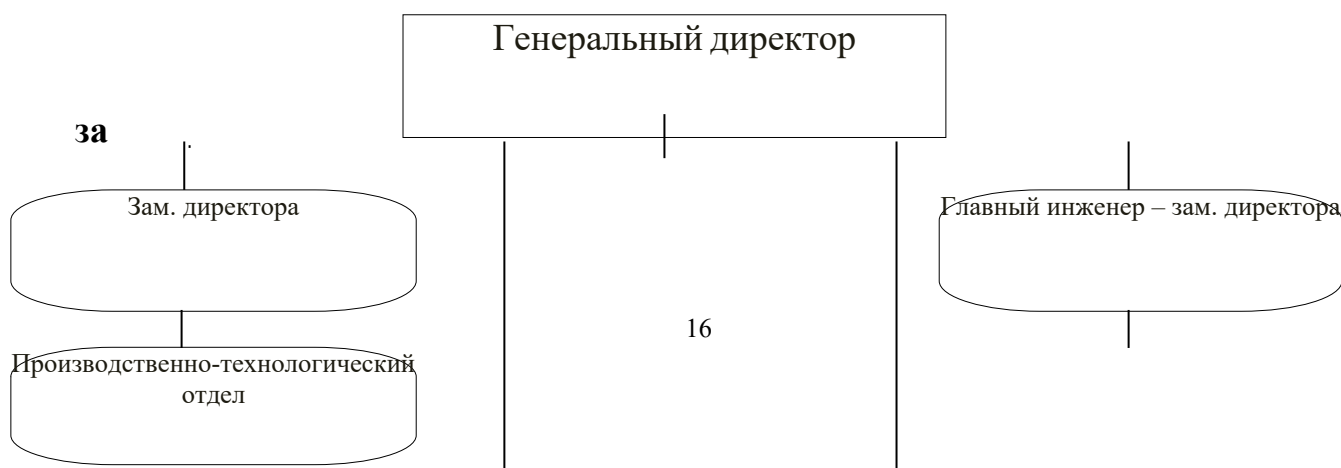 Генеральный директор
за
Зам. директора
Главный инженер – зам. директора
16
Производственно-технологический
отдел